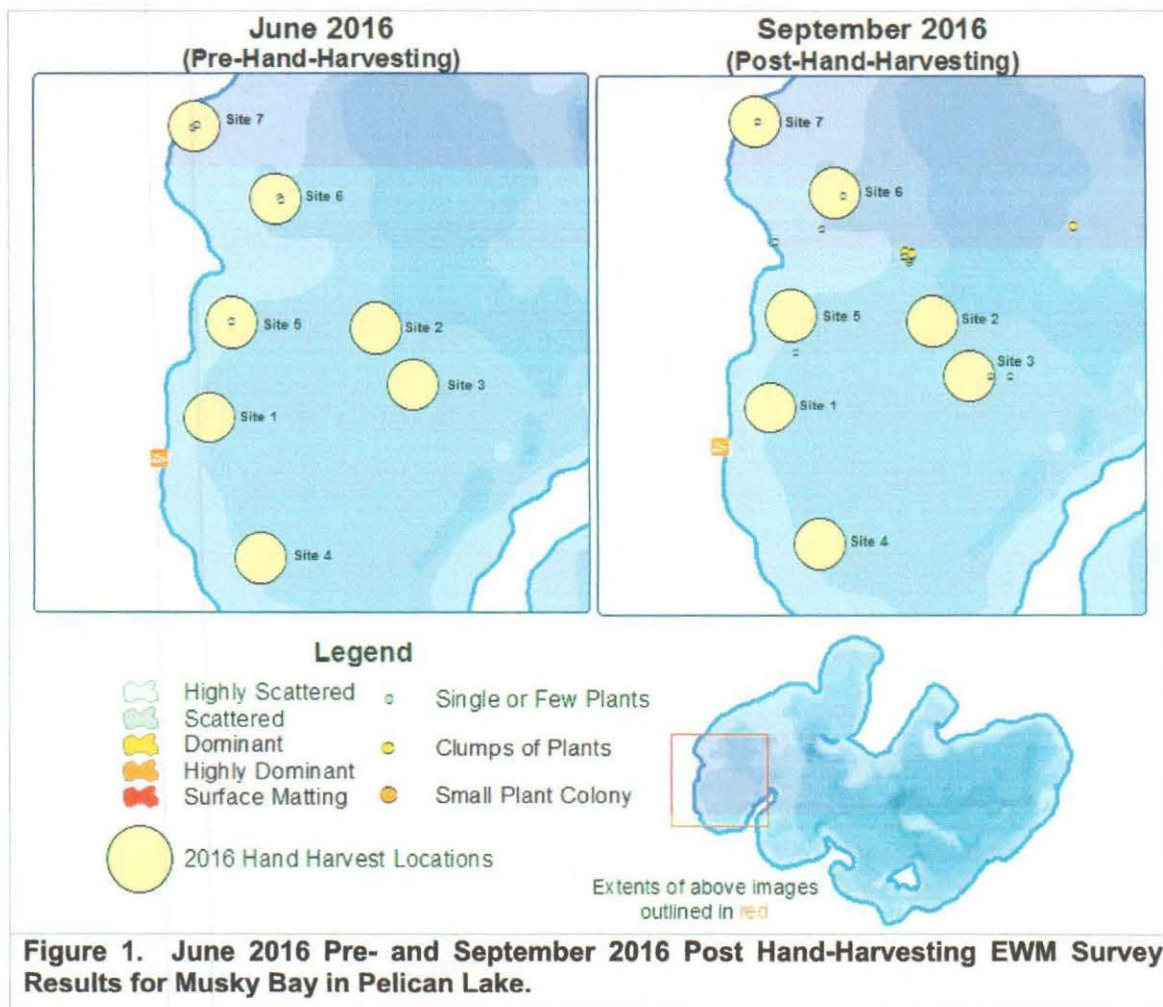 June 2016
(Pre-Hand-Harvesting)
Site 7
Site 6
Site 5
Site 2
Site 3
Site 1
Site 4
September 2016
(Post-Hand-Harvesting)
Site 7
Site 6
Site 5
Site 2
Site 3
Site 1
Site 4
Legend
Highly Scattered
Scattered
Dominant
Highly Dominant
Surface Matting
Single or Few Plants
Clumps of Plants
Small Plant Colony
2016 Hand Harvest Locations
Extents of above images
outlined in red
Figure 1. June 2016 Pre- and September 2016 Post Hand-Harvesting EWM Survey
Results for Musky Bay in Pelican Lake.